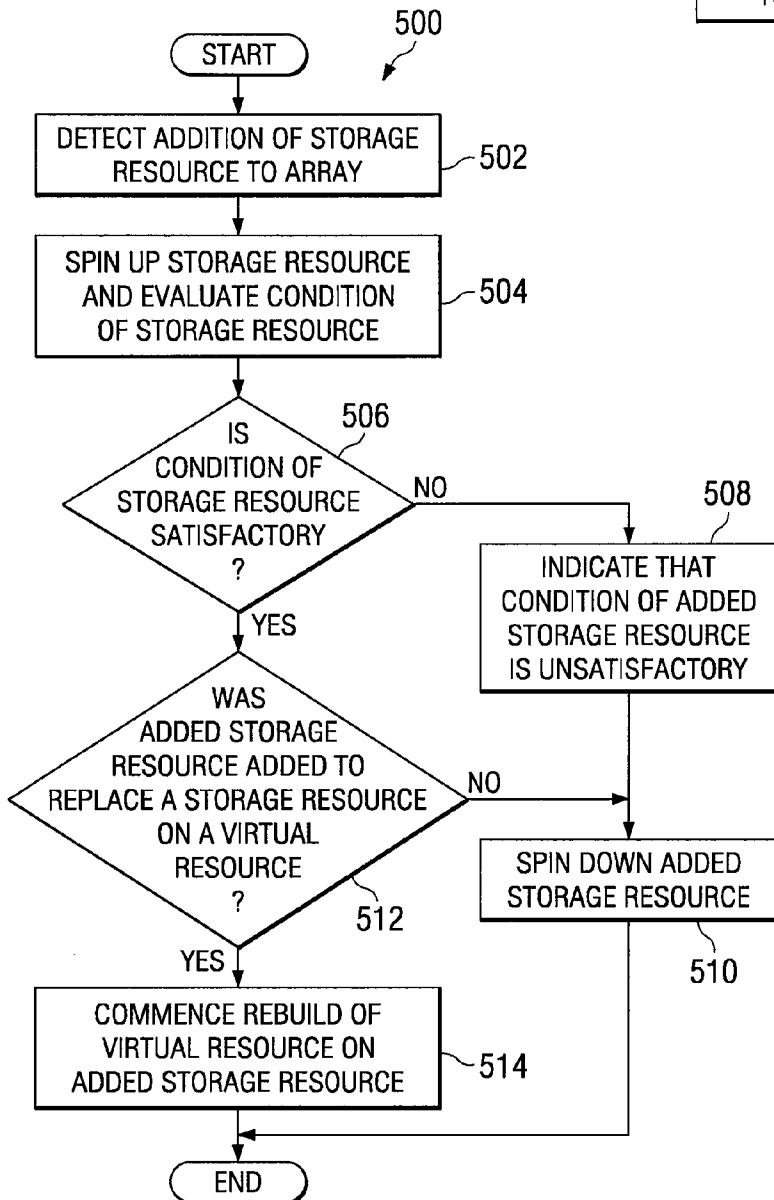 500
START
DETECT ADDITION OF STORAGE
RESOURCE TO ARRAY
502
SPIN UP STORAGE RESOURCE
AND EVALUATE CONDITION
OF STORAGE RESOURCE
504
IS
CONDITION OF
STORAGE RESOURCE
SATISFACTORY
?
506
NO
YES
508
INDICATE THAT
CONDITION OF ADDED
STORAGE RESOURCE
IS UNSATISFACTORY
WAS
ADDED STORAGE
RESOURCE ADDED TO
REPLACE A STORAGE RESOURCE
ON A VIRTUAL
RESOURCE
?
512
NO
YES
SPIN DOWN ADDED
STORAGE RESOURCE
510
COMMENCE REBUILD OF
VIRTUAL RESOURCE ON
ADDED STORAGE RESOURCE
514
END